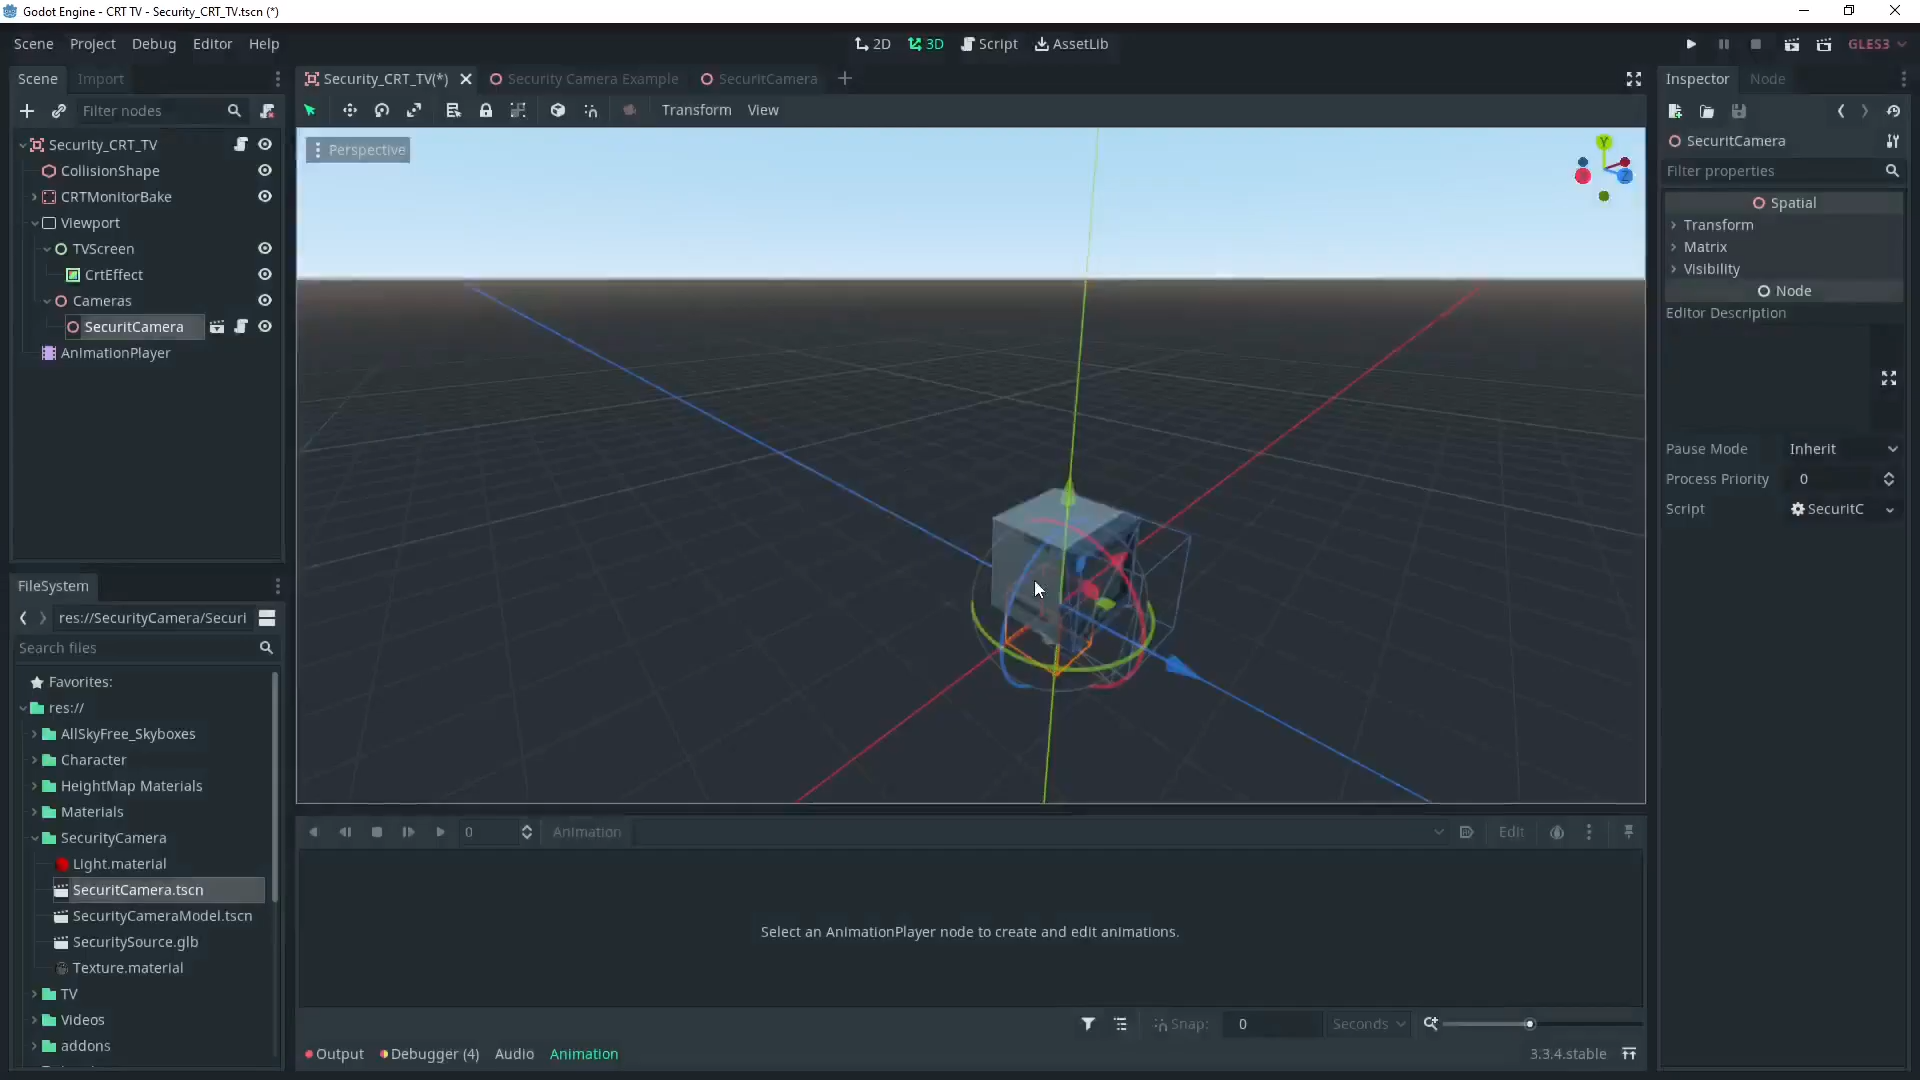 Godot Engine - CRT TV - Security_CRT_TV.tscn (*)
Scene Project Debug Editor Help
2D 3D Script AssetLib
GLES3
Scene Import
Security_CRT_TV(*) Security Camera Example SecuritCamera
Inspector Node
Filter nodes
Transform View
Security_CRT_TV
CollisionShape
CRTMonitorBake
Viewport
TVScreen
CrtEffect
Cameras
SecuritCamera
AnimationPlayer
Perspective
Y
Z
SecuritCamera
Filter properties
Spatial
Transform
Matrix
Visibility
Node
Editor Description
Pause Mode Inherit
Process Priority 0
Script SecuritC
FileSystem
res://SecurityCamera/Securi
Search files
Favorites:
res://
AllSkyFree_Skyboxes
Character
HeightMap Materials
Materials
SecurityCamera
Light.material
SecuritCamera.tscn
SecurityCameraModel.tscn
SecuritySource.glb
Texture.material
TV
Videos
addons
0 Animation Edit
Select an AnimationPlayer node to create and edit animations.
Snap: 0 Seconds
Output Debugger (4) Audio Animation
3.3.4.stable